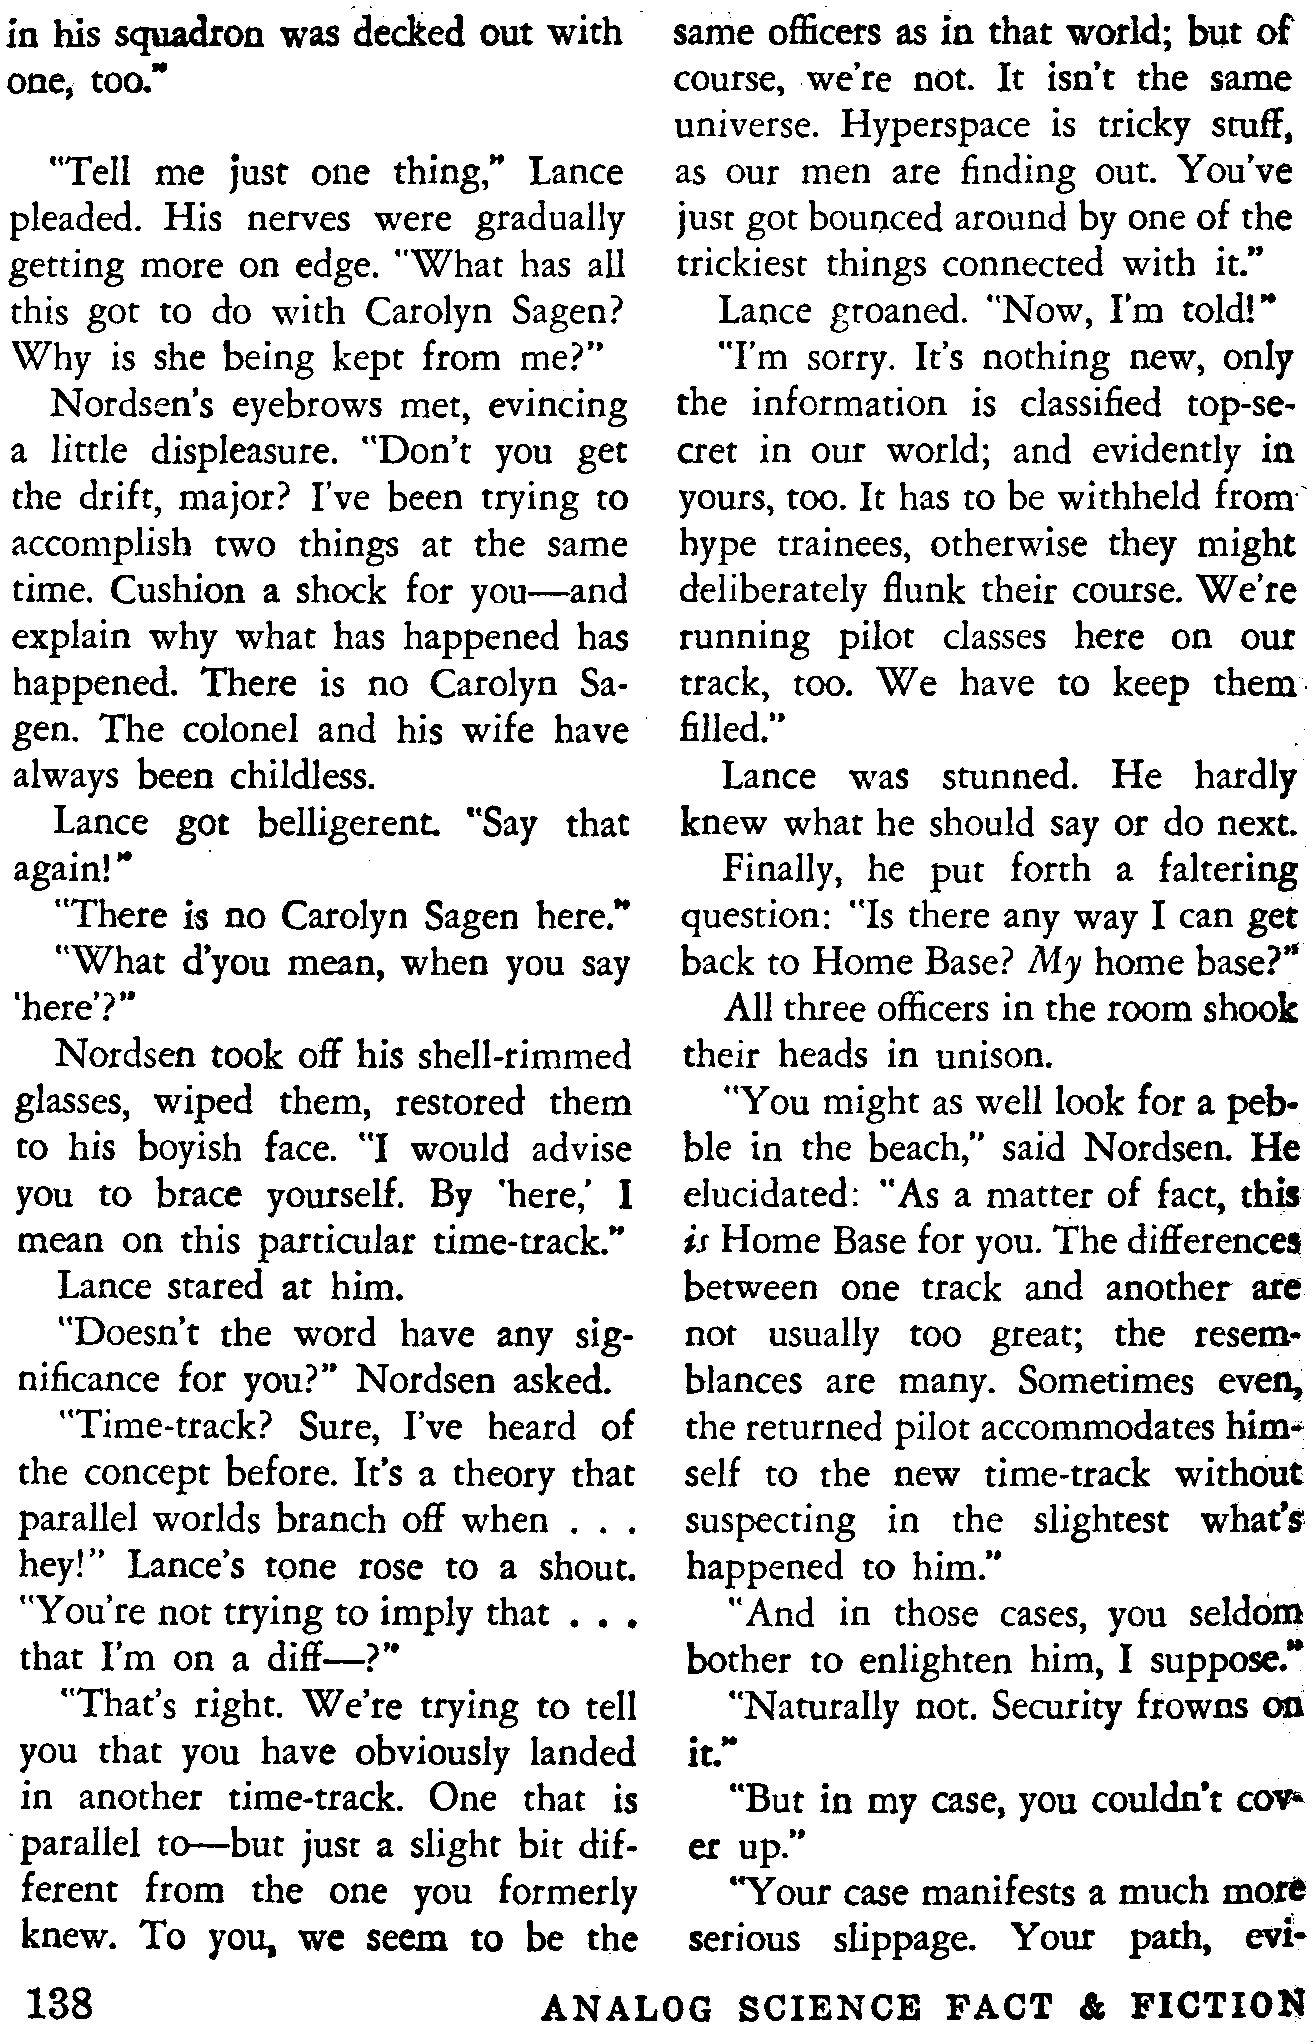 in his squadron was decked out with
one, too."
"Tell me just one thing," Lance
pleaded. His nerves were gradually
getting more on edge. "What has all
this got to do with Carolyn Sagen?
Why is she being kept from me?"
Nordsen's eyebrows met, evincing
a little displeasure. "Don't you get
the drift, major? I've been trying to
accomplish two things at the same
time. Cushion a shock for you—and
explain why what has happened has
happened. There is no Carolyn Sa-
gen. The colonel and his wife have
always been childless.
Lance got belligerent. "Say that
again!"
"There is no Carolyn Sagen here."
"What d'you mean, when you say
'here'?"
Nordsen took off his shell-rimmed
glasses, wiped them, restored them
to his boyish face. "I would advise
you to brace yourself. By 'here,' I
mean on this particular time-track."
Lance stared at him.
"Doesn't the word have any sig-
nificance for you?" Nordsen asked.
"Time-track? Sure, I've heard of
the concept before. It's a theory that
parallel worlds branch off when . . .
hey!" Lance's tone rose to a shout.
"You're not trying to imply that . . .
that I'm on a diff—?"
"That's right. We're trying to tell
you that you have obviously landed
in another time-track. One that is
parallel to—but just a slight bit dif-
ferent from the one you formerly
knew. To you, we seem to be the
same officers as in that world; but of
course, we're not. It isn't the same
universe. Hyperspace is tricky stuff,
as our men are finding out. You've
just got bounced around by one of the
trickiest things connected with it."
Lance groaned. "Now, I'm told!"
"I'm sorry. It's nothing new, only
the information is classified top-se-
cret in our world; and evidently in
yours, too. It has to be withheld from
hype trainees, otherwise they might
deliberately flunk their course. We're
running pilot classes here on our
track, too. We have to keep them
filled."
Lance was stunned. He hardly
knew what he should say or do next.
Finally, he put forth a faltering
question: "Is there any way I can get
back to Home Base? My home base?"
All three officers in the room shook
their heads in unison.
"You might as well look for a peb-
ble in the beach," said Nordsen. He
elucidated: "As a matter of fact, this
is Home Base for you. The differences
between one track and another are
not usually too great; the resem-
blances are many. Sometimes even,
the returned pilot accommodates him-
self to the new time-track without
suspecting in the slightest what's
happened to him."
"And in those cases, you seldom
bother to enlighten him, I suppose."
"Naturally not. Security frowns on
it."
"But in my case, you couldn't cov-
er up."
"Your case manifests a much more
serious slippage. Your path, evi-
138 ANALOG SCIENCE FACT & FICTION